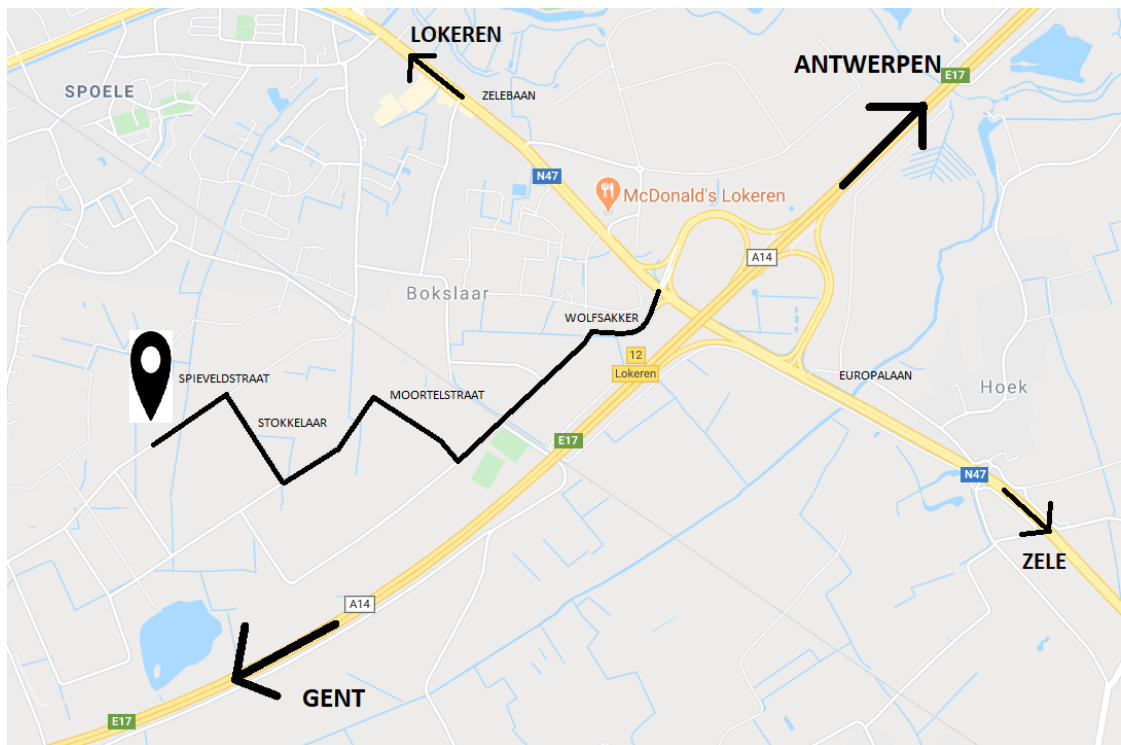 LOKEREN
ANTWERPEN
E17
SPOELE
ZELEBAAN
N47
McDonald's Lokeren
A14
Bokslaar
WOLFSAKKER
12
Lokeren
SPIEVELDSTRAAT
EUROPALAAN
Hoek
MOORTELSTRAAT
STOKKELAAR
E17
N47
ZELE
A14
GENT
E17